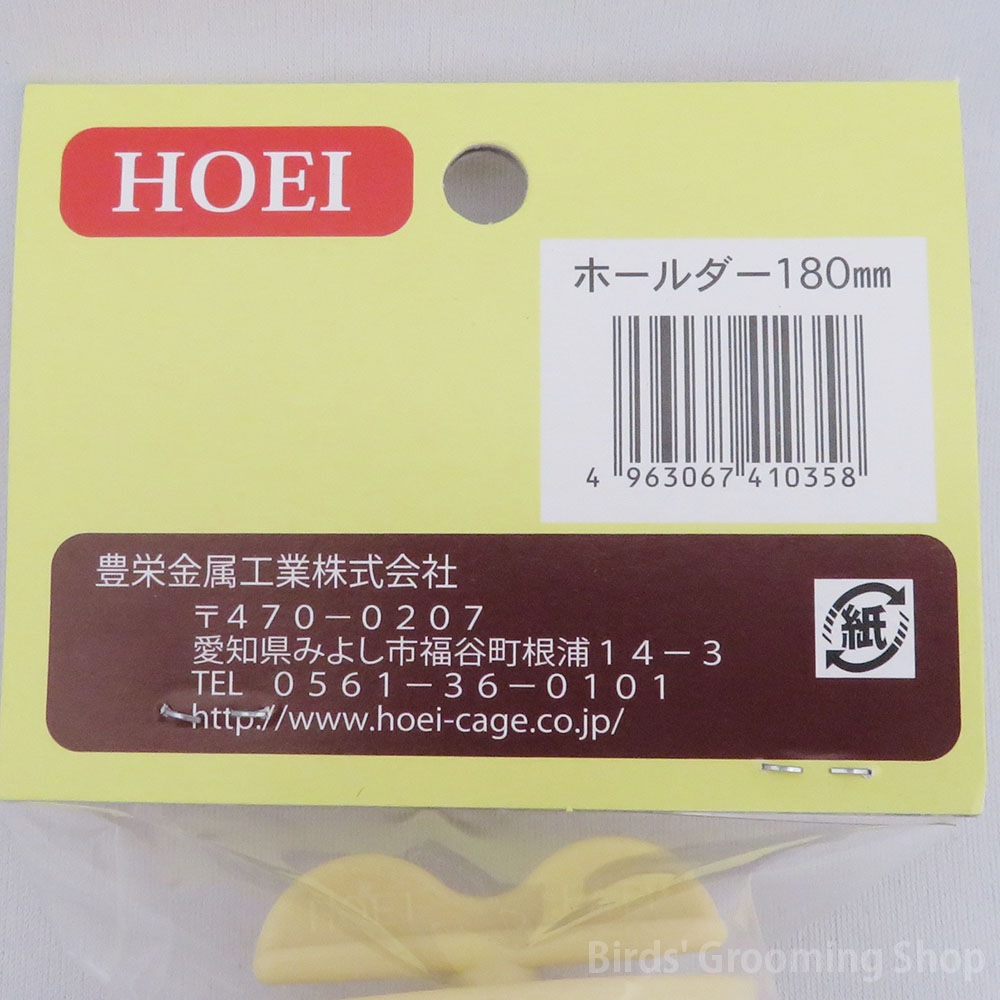 HOEI
ホールダー180㎜
4 963067 410358
豊栄金属工業株式会社
〒470－0207
愛知県みよし市福谷町根浦14－3
TEL　0561－36－0101
http://www.hoei-cage.co.jp/
紙
HOEI
Birds' Grooming Shop